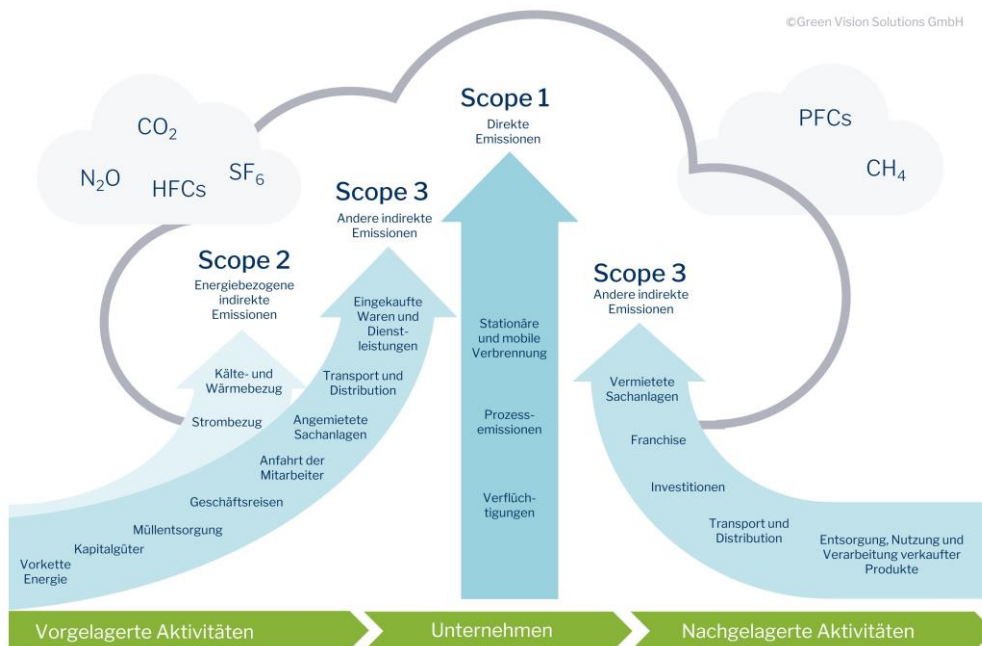 ©Green Vision Solutions GmbH
CO₂
N₂O
HFCs
SF₆
PFCs
CH₄
Scope 1
Direkte
Emissionen
Scope 3
Andere indirekte
Emissionen
Scope 2
Energiebezogene
indirekte
Emissionen
Scope 3
Andere indirekte
Emissionen
Kälte- und
Wärmebezug
Strombezug
Eingekaufte
Waren und
Dienst-
leistungen
Transport und
Distribution
Angemietete
Sachanlagen
Anfahrt der
Mitarbeiter
Geschäftsreisen
Müllentsorgung
Kapitalgüter
Vorkette
Energie
Stationäre
und mobile
Verbrennung
Prozess-
emissionen
Verflüch-
tigungen
Vermietete
Sachanlagen
Franchise
Investitionen
Transport und
Distribution
Entsorgung, Nutzung und
Verarbeitung verkaufter
Produkte
Vorgelagerte Aktivitäten
Unternehmen
Nachgelagerte Aktivitäten